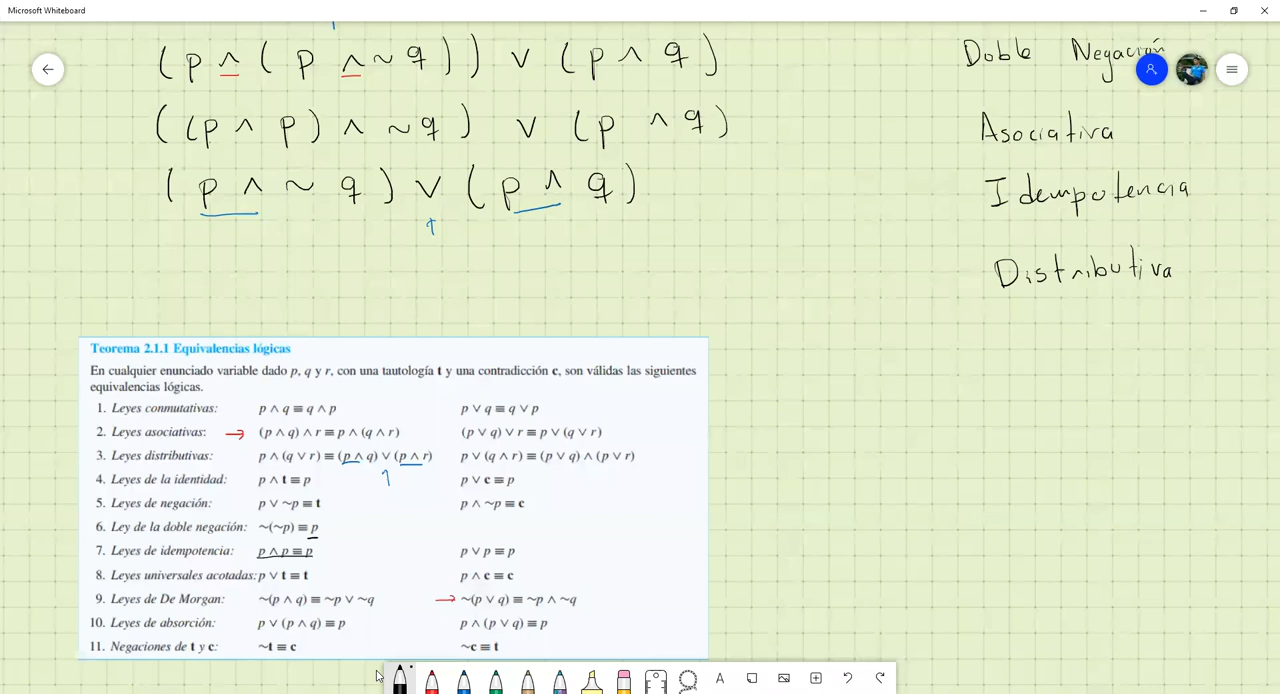 Microsoft Whiteboard
(p ∧ (p ∧ ~q)) ∨ (p ∧ q) Doble Negación
((p ∧ p) ∧ ~q) ∨ (p ∧ q) Asociativa
(p ∧ ~q) ∨ (p ∧ q) Idempotencia
Distributiva
Teorema 2.1.1 Equivalencias lógicas
En cualquier enunciado variable dado p, q y r, con una tautología t y una contradicción c, son válidas las siguientes
equivalencias lógicas.
1. Leyes conmutativas: p ∧ q ≡ q ∧ p p ∨ q ≡ q ∨ p
2. Leyes asociativas: → (p ∧ q) ∧ r ≡ p ∧ (q ∧ r) (p ∨ q) ∨ r ≡ p ∨ (q ∨ r)
3. Leyes distributivas: p ∧ (q ∨ r) ≡ (p ∧ q) ∨ (p ∧ r) p ∨ (q ∧ r) ≡ (p ∨ q) ∧ (p ∨ r)
4. Leyes de la identidad: p ∧ t ≡ p p ∨ c ≡ p
5. Leyes de negación: p ∨ ~p ≡ t p ∧ ~p ≡ c
6. Ley de la doble negación: ~(~p) ≡ p
7. Leyes de idempotencia: p ∧ p ≡ p p ∨ p ≡ p
8. Leyes universales acotadas: p ∨ t ≡ t p ∧ c ≡ c
9. Leyes de De Morgan: ~(p ∧ q) ≡ ~p ∨ ~q → ~(p ∨ q) ≡ ~p ∧ ~q
10. Leyes de absorción: p ∨ (p ∧ q) ≡ p p ∧ (p ∨ q) ≡ p
11. Negaciones de t y c: ~t ≡ c ~c ≡ t